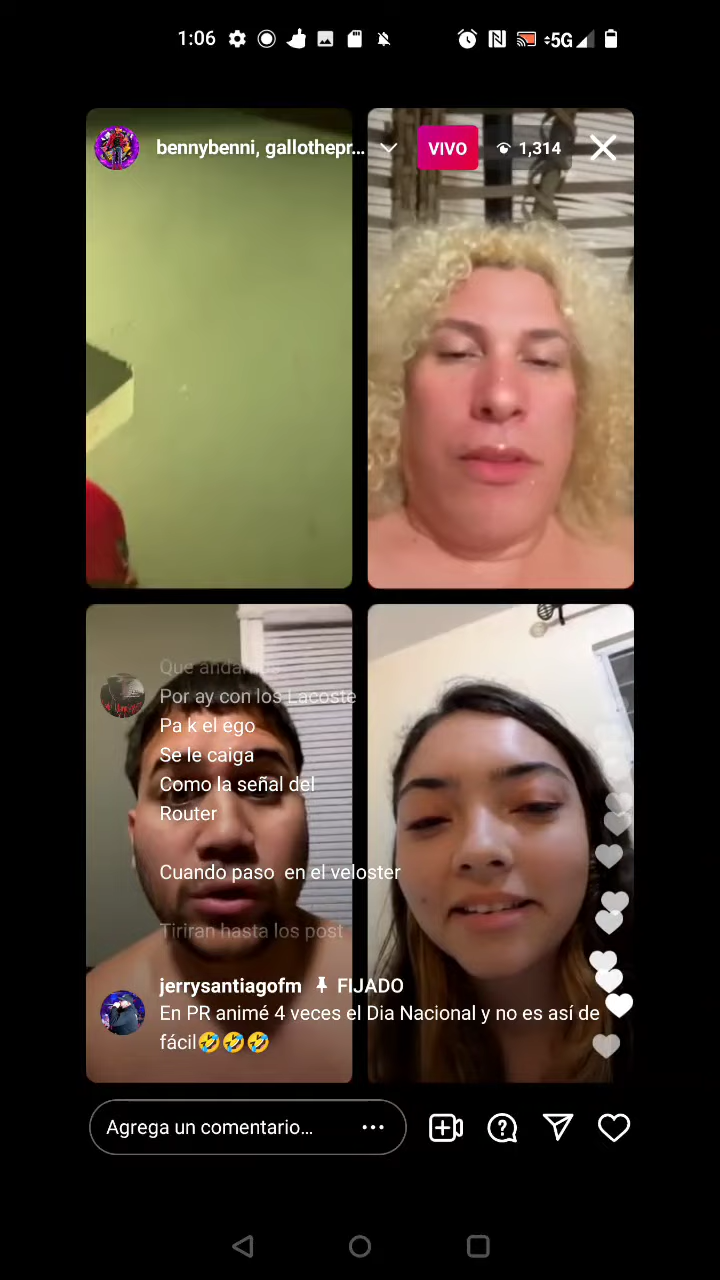 1:06
5G
bennybenni, gallothepr...
VIVO
1,314
Que andamos
Por ay con los Lacoste
Pa k el ego
Se le caiga
Como la señal del
Router
Cuando paso en el veloster
Tiriran hasta los post
jerrysantiagofm FIJADO
En PR animé 4 veces el Dia Nacional y no es así de
fácil🤣🤣🤣
Agrega un comentario...